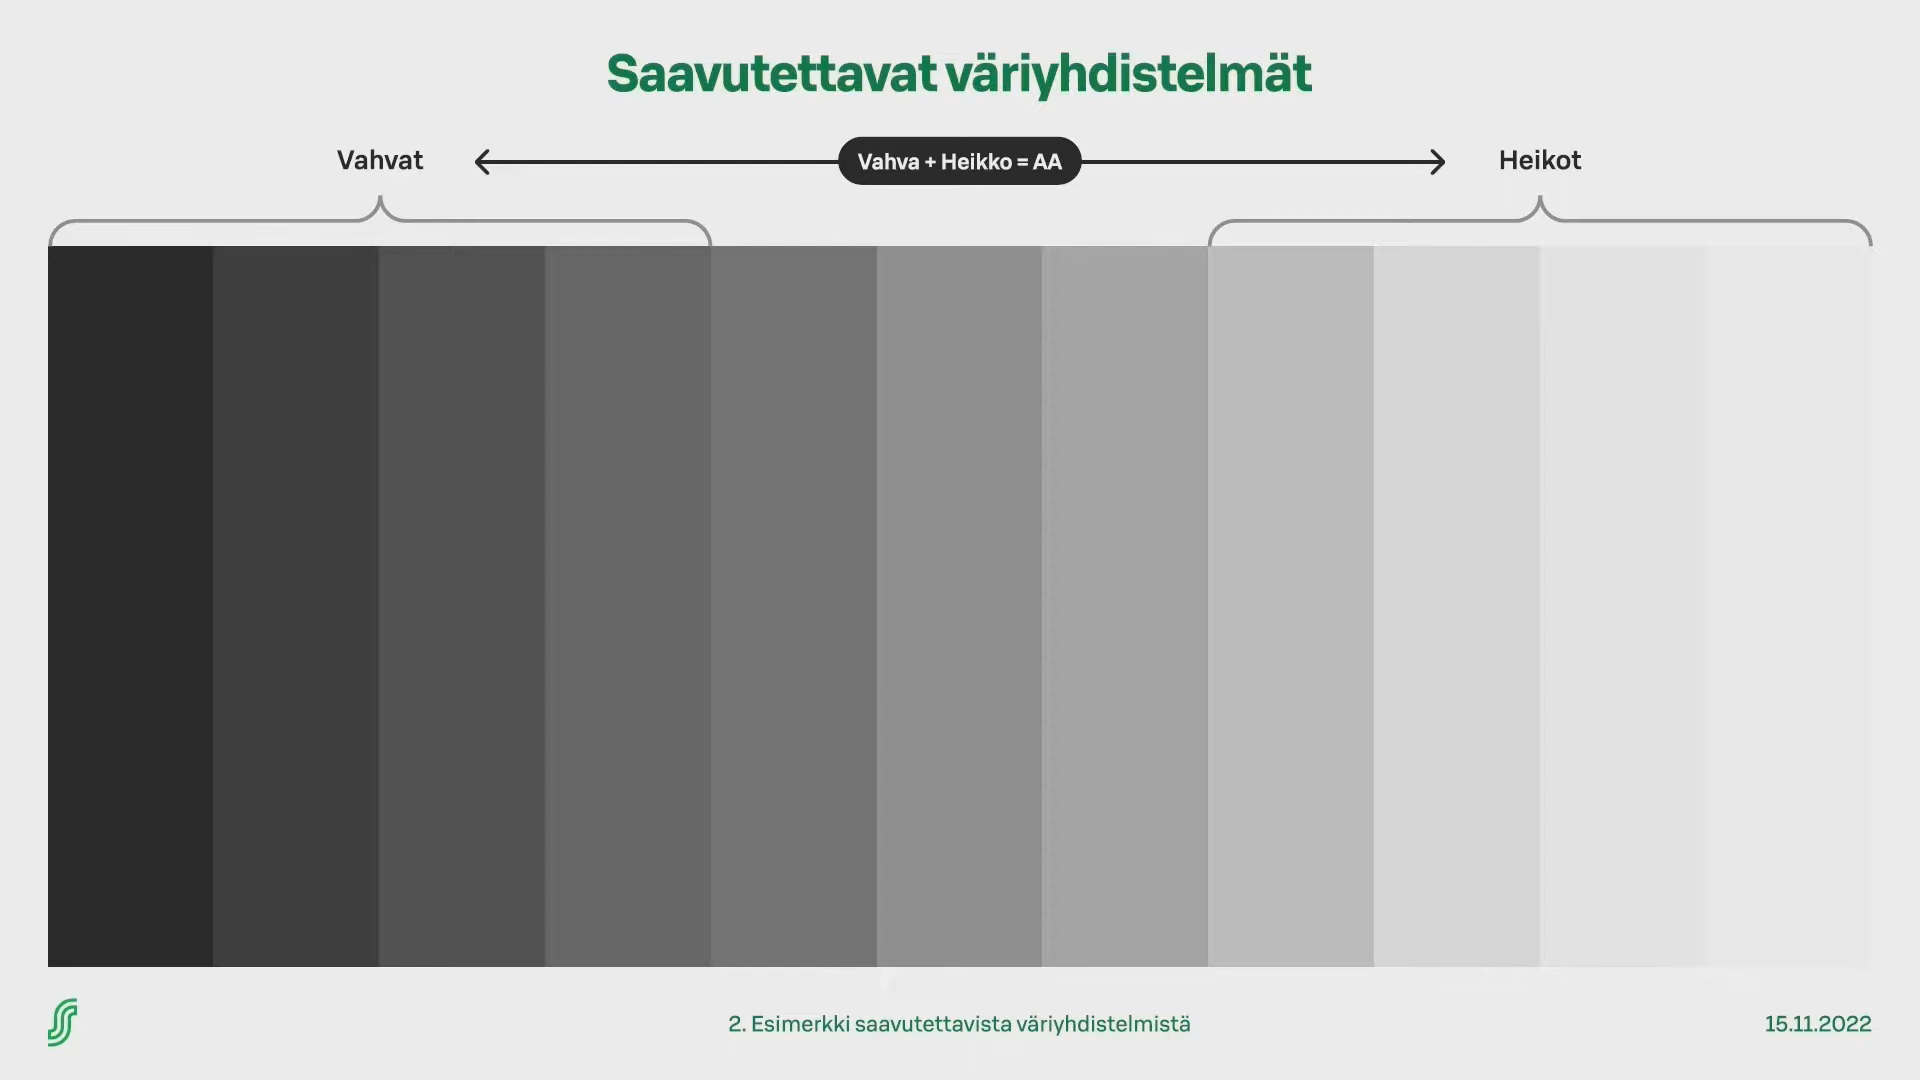 Saavutettavat väriyhdistelmät
Vahvat
Vahva + Heikko = AA
Heikot
2. Esimerkki saavutettavista väriyhdistelmistä
15.11.2022